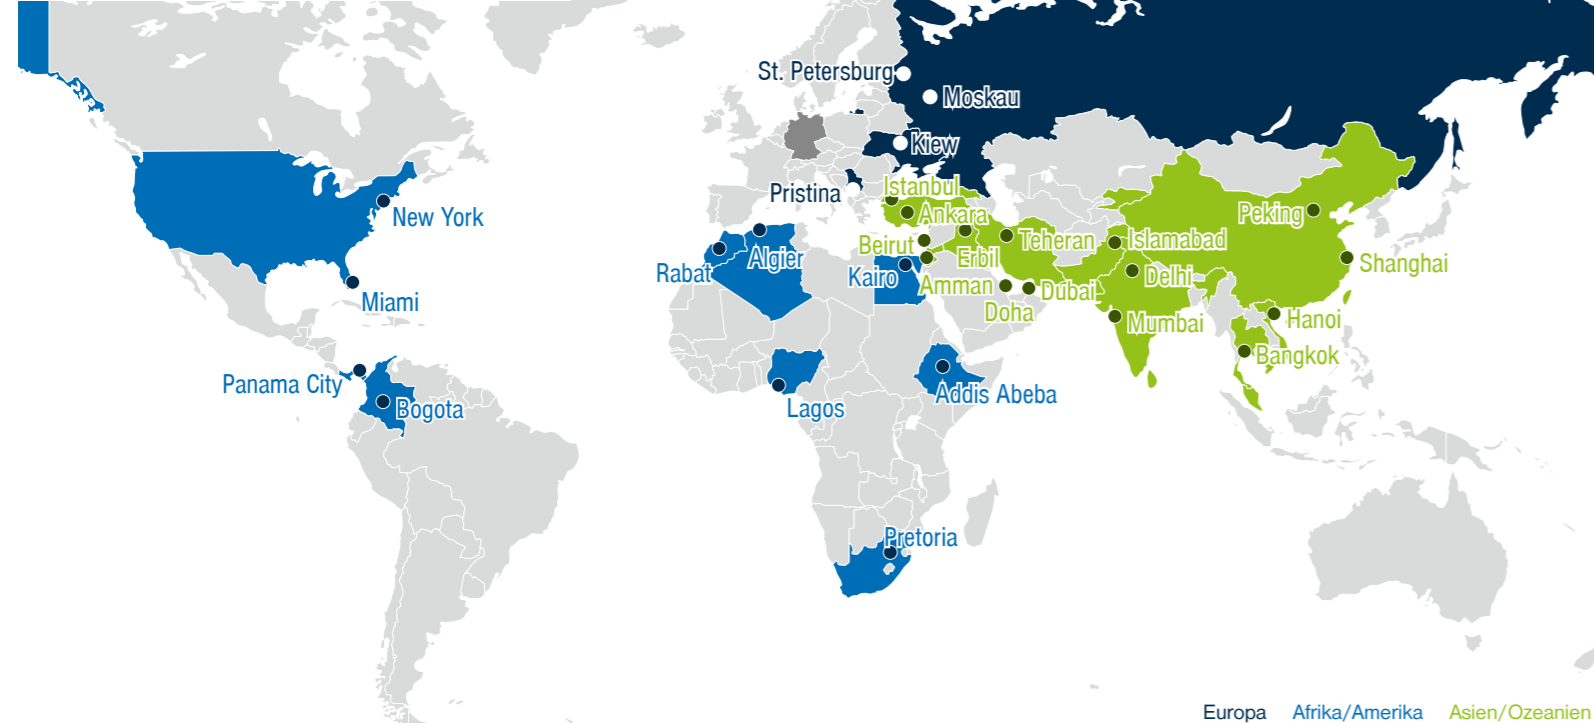 St. Petersburg
Moskau
Kiew
Pristina
Istanbul
Ankara
New York
Peking
Rabat
Algier
Beirut
Erbil
Teheran
Islamabad
Shanghai
Kairo
Amman
Dubai
Delhi
Miami
Doha
Mumbai
Hanoi
Bangkok
Panama City
Bogota
Lagos
Addis Abeba
Pretoria
Europa Afrika/Amerika Asien/Ozeanien